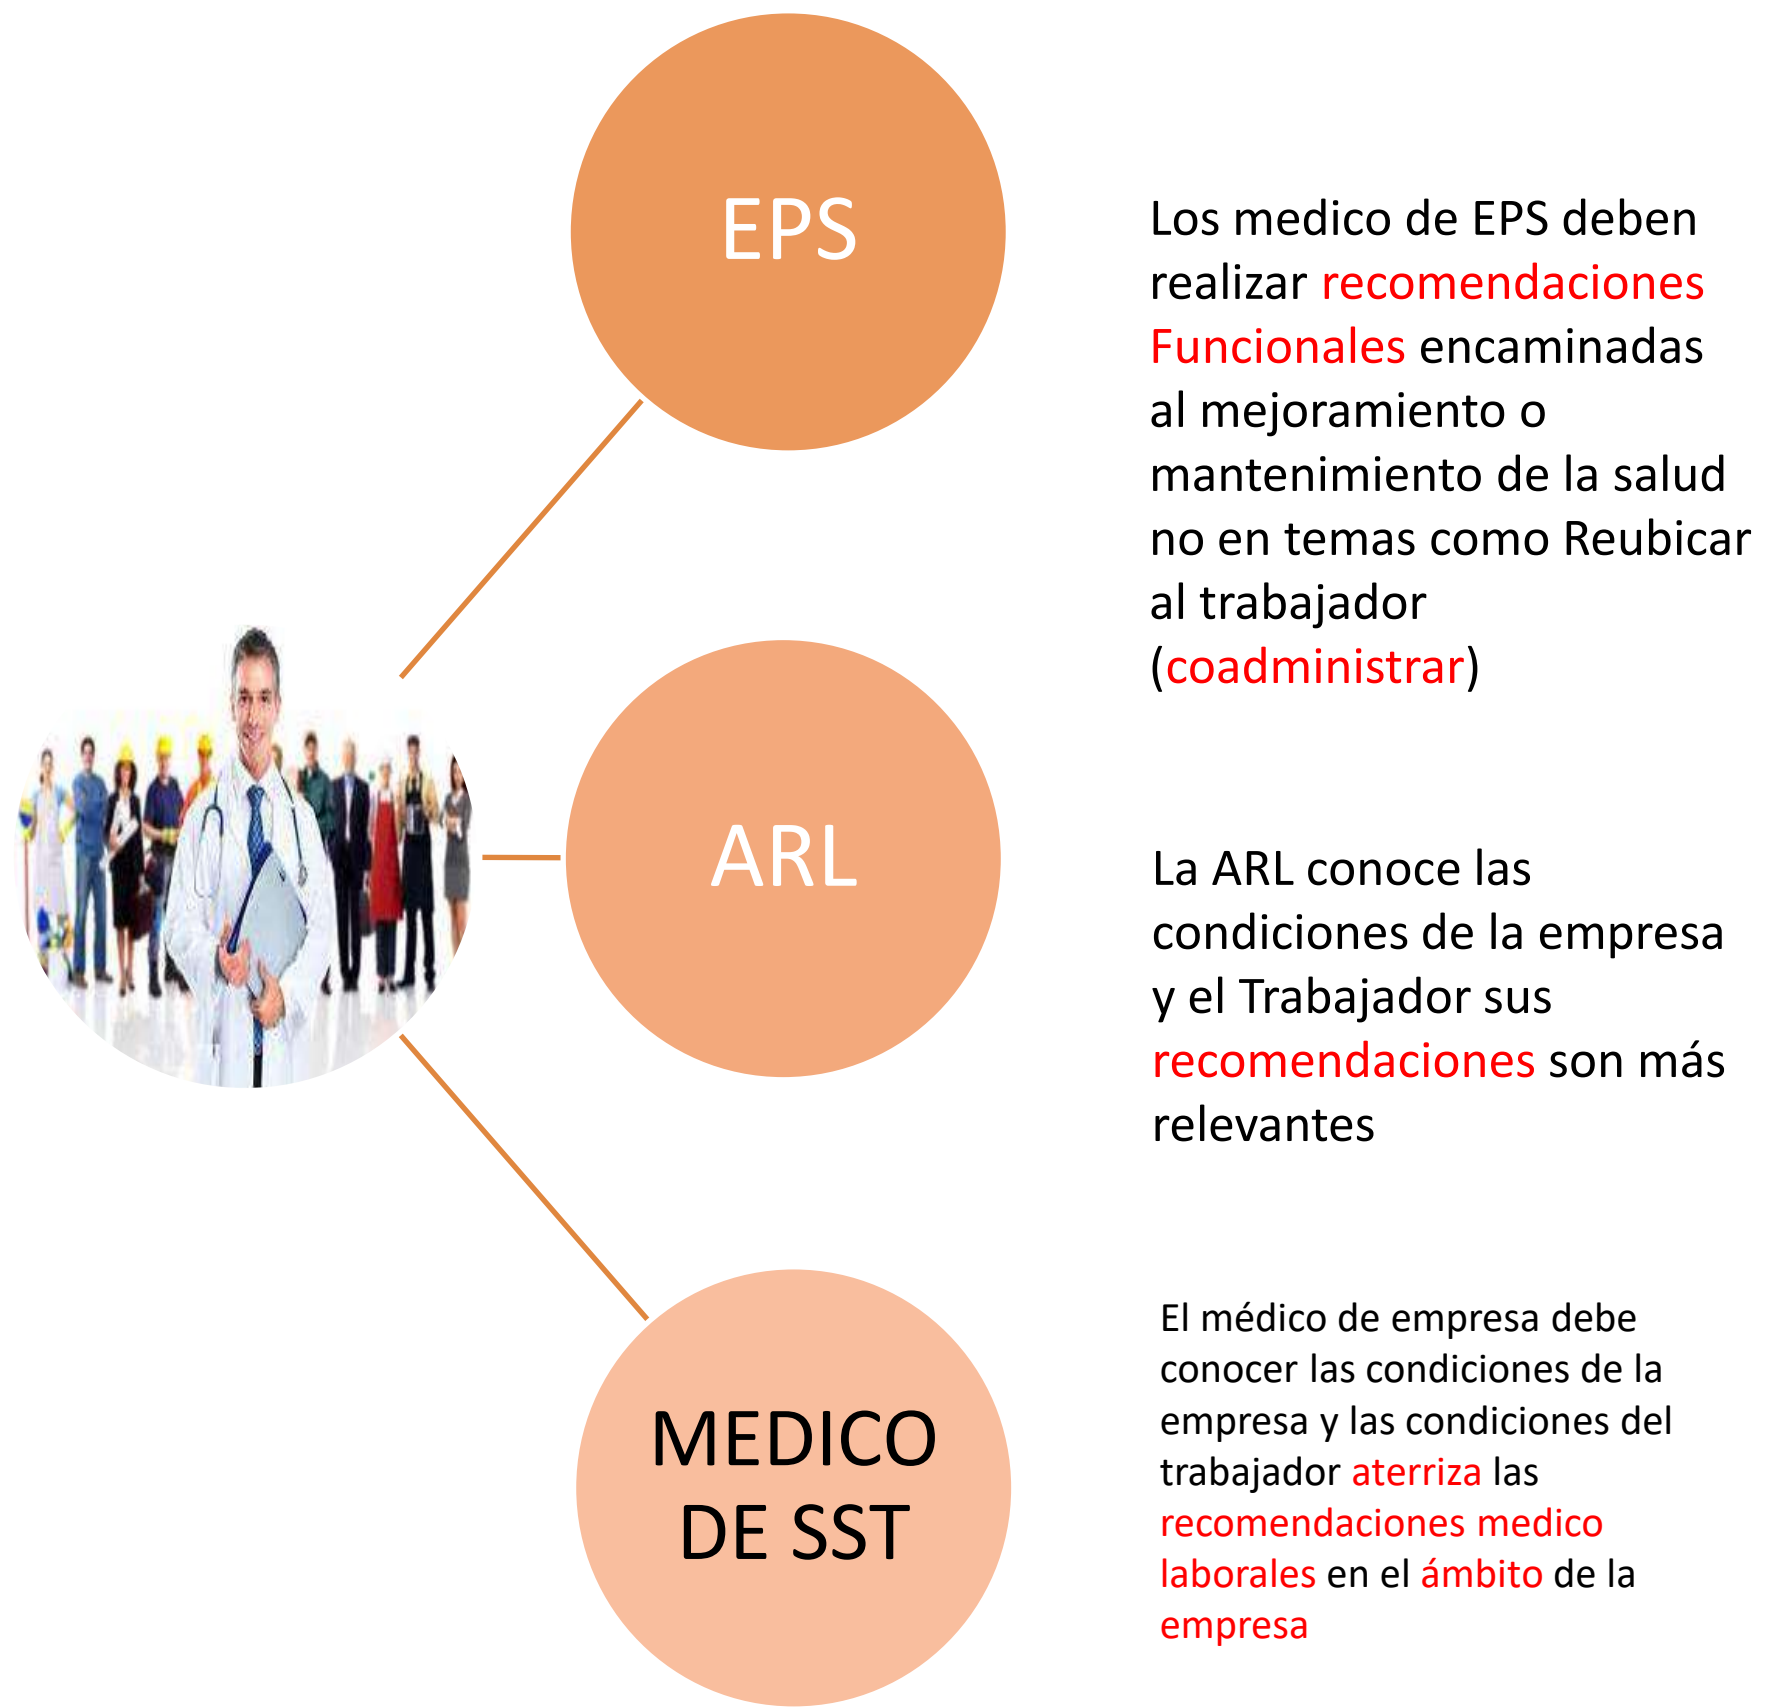 EPS
Los medico de EPS deben
realizar recomendaciones
Funcionales encaminadas
al mejoramiento o
mantenimiento de la salud
no en temas como Reubicar
al trabajador
(coadministrar)
ARL
La ARL conoce las
condiciones de la empresa
y el Trabajador sus
recomendaciones son más
relevantes
MEDICO
DE SST
El médico de empresa debe
conocer las condiciones de la
empresa y las condiciones del
trabajador aterriza las
recomendaciones medico
laborales en el ámbito de la
empresa